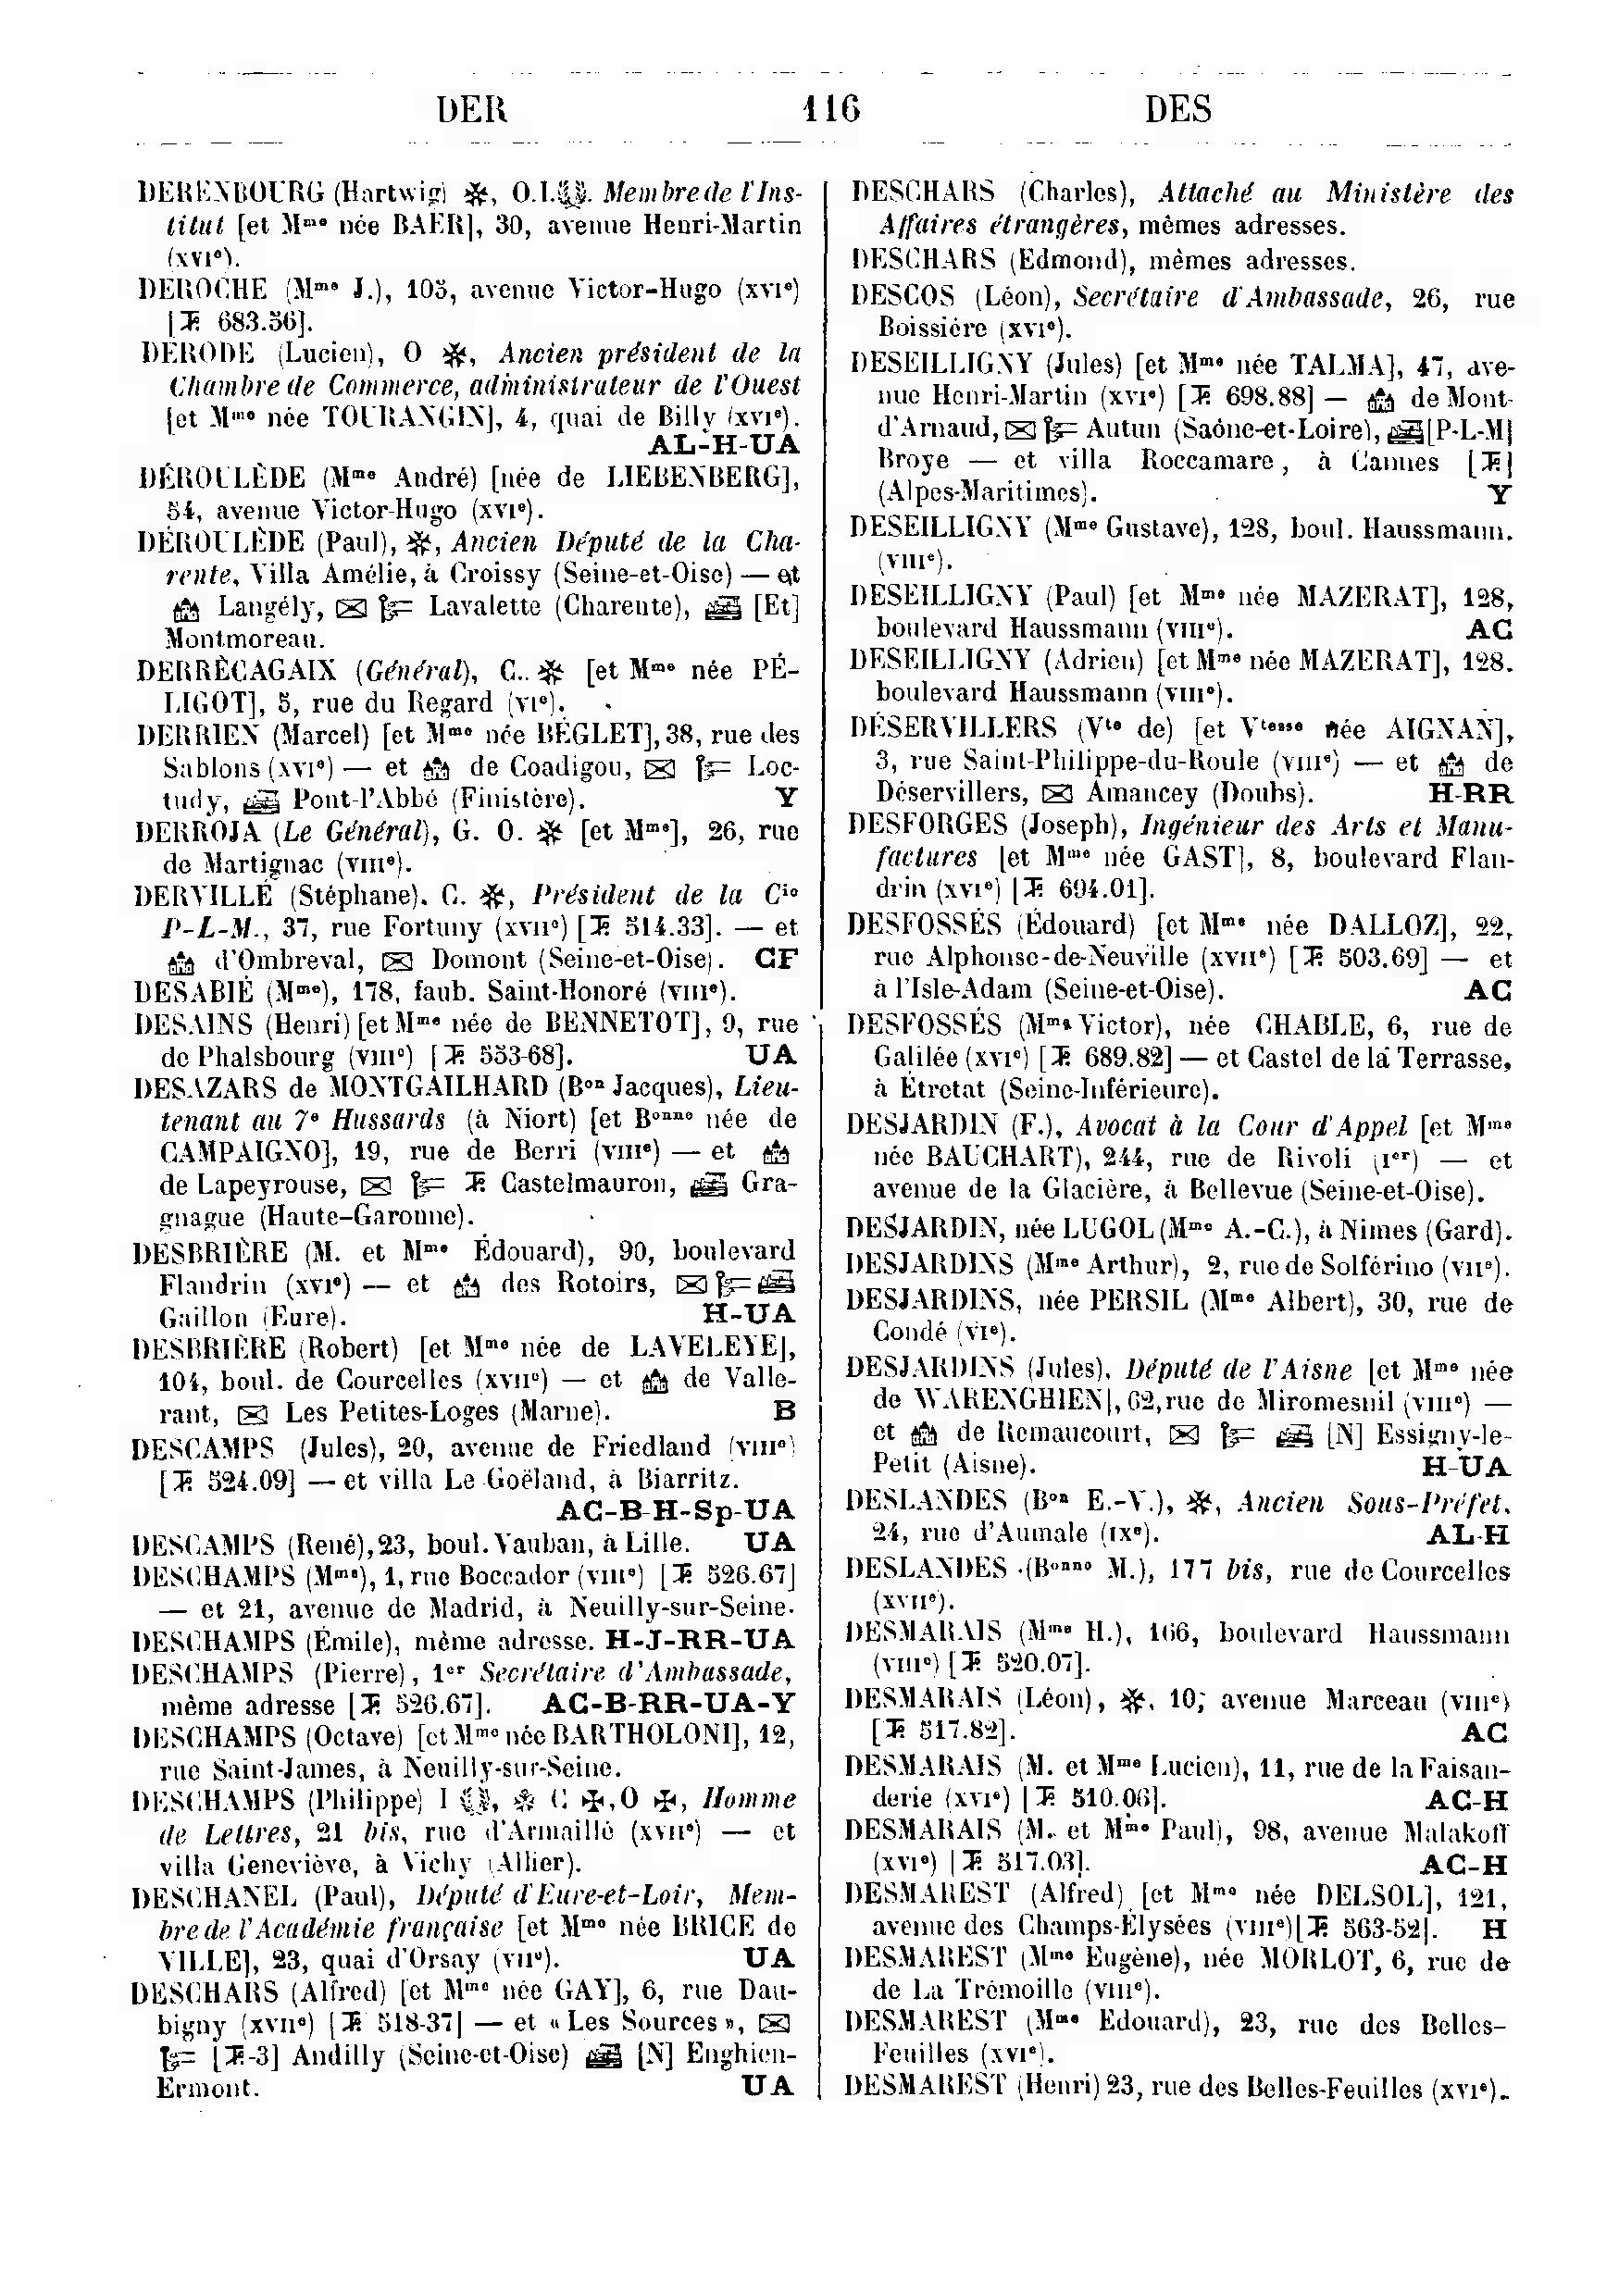 DER 116 DES
DERENBOURG (Hartwig) ✻, O.I.. Membre de l'Ins-
titut [et Mme née BAER], 30, avenue Henri-Martin
(XVIe).
DEROCHE (Mme J.), 105, avenue Victor-Hugo (XVIe)
[T. 683.56].
DERODE (Lucien), O ✻, Ancien président de la
Chambre de Commerce, administrateur de l'Ouest
[et Mme née TOURANGIN], 4, quai de Billy (XVIe).
AL-H-UA
DÉROULÈDE (Mme André) [née de LIEBENBERG],
54, avenue Victor-Hugo (XVIe).
DÉROULÈDE (Paul), ✻, Ancien Député de la Cha-
rente, Villa Amélie, à Croissy (Seine-et-Oise) — et
Langély, ✉ Lavalette (Charente), [Et]
Montmoreau.
DERRÉCAGAIX (Général), C. ✻ [et Mme née PÉ-
LIGOT], 5, rue du Regard (VIe).
DERRIEN (Marcel) [et Mme née BÉGLET], 38, rue des
Sablons (XVIe) — et de Coadigou, ✉ Loc-
tudy, Pont-l'Abbé (Finistère). Y
DERROJA (Le Général), G. O. ✻ [et Mme], 26, rue
de Martignac (VIIIe).
DERVILLÉ (Stéphane). C. ✻, Président de la Cie
P-L-M., 37, rue Fortuny (XVIIe) [T. 514.33]. — et
d'Ombreval, ✉ Domont (Seine-et-Oise). CF
DESABIÉ (Mme), 178, faub. Saint-Honoré (VIIIe).
DESAINS (Henri) [et Mme née de BENNETOT], 9, rue
de Phalsbourg (VIIIe) [T. 553-68]. UA
DESAZARS de MONTGAILHARD (Bon Jacques), Lieu-
tenant au 7e Hussards (à Niort) [et Bonne née de
CAMPAIGNO], 19, rue de Berri (VIIIe) — et
de Lapeyrouse, ✉ T. Castelmauron, Gra-
gnague (Haute-Garonne).
DESBRIÈRE (M. et Mme Édouard), 90, boulevard
Flandrin (XVIe) — et des Rotoirs, ✉
Gaillon (Eure). H-UA
DESBRIÈRE (Robert) [et Mme née de LAVELEYE],
104, boul. de Courcelles (XVIIe) — et de Valle-
rant, ✉ Les Petites-Loges (Marne). B
DESCAMPS (Jules), 20, avenue de Friedland (VIIIe)
[T. 524.09] — et villa Le Goëland, à Biarritz.
AC-B-H-Sp-UA
DESCAMPS (René), 23, boul. Vauban, à Lille. UA
DESCHAMPS (Mme), 1, rue Boccador (VIIIe) [T. 526.67]
— et 21, avenue de Madrid, à Neuilly-sur-Seine.
DESCHAMPS (Émile), même adresse. H-J-RR-UA
DESCHAMPS (Pierre), 1er Secrétaire d'Ambassade,
même adresse [T. 526.67]. AC-B-RR-UA-Y
DESCHAMPS (Octave) [et Mme née BARTHOLONI], 12,
rue Saint-James, à Neuilly-sur-Seine.
DESCHAMPS (Philippe) I , ✻ C ✠, O ✠, Homme
de Lettres, 21 bis, rue d'Armaillé (XVIIe) — et
villa Geneviève, à Vichy (Allier).
DESCHANEL (Paul), Député d'Eure-et-Loir, Mem-
bre de l'Académie française [et Mme née BRICE de
VILLE], 23, quai d'Orsay (VIIe). UA
DESCHARS (Alfred) [et Mme née GAY], 6, rue Dau-
bigny (XVIIe) [T. 518-37] — et « Les Sources », ✉
[T.-3] Andilly (Seine-et-Oise) [N] Enghien-
Ermont. UA
DESCHARS (Charles), Attaché au Ministère des
Affaires étrangères, mêmes adresses.
DESCHARS (Edmond), mêmes adresses.
DESCOS (Léon), Secrétaire d'Ambassade, 26, rue
Boissière (XVIe).
DESEILLIGNY (Jules) [et Mme née TALMA], 47, ave-
nue Henri-Martin (XVIe) [T. 698.88] — de Mont-
d'Arnaud, ✉ Autun (Saône-et-Loire), [P-L-M]
Broye — et villa Roccamare, à Cannes [T.]
(Alpes-Maritimes). Y
DESEILLIGNY (Mme Gustave), 128, boul. Haussmann.
(VIIIe).
DESEILLIGNY (Paul) [et Mme née MAZERAT], 128,
boulevard Haussmann (VIIIe). AC
DESEILLIGNY (Adrien) [et Mme née MAZERAT], 128.
boulevard Haussmann (VIIIe).
DÉSERVILLERS (Vte de) [et Vtesse née AIGNAN],
3, rue Saint-Philippe-du-Roule (VIIIe) — et de
Déservillers, ✉ Amancey (Doubs). H-RR
DESFORGES (Joseph), Ingénieur des Arts et Manu-
factures [et Mme née GAST], 8, boulevard Flan-
drin (XVIe) [T. 694.01].
DESFOSSÉS (Édouard) [et Mme née DALLOZ], 22,
rue Alphonse-de-Neuville (XVIIe) [T. 503.69] — et
à l'Isle-Adam (Seine-et-Oise). AC
DESFOSSÉS (Mme Victor), née CHABLE, 6, rue de
Galilée (XVIe) [T. 689.82] — et Castel de la Terrasse,
à Étretat (Seine-Inférieure).
DESJARDIN (F.), Avocat à la Cour d'Appel [et Mme
née BAUCHART), 244, rue de Rivoli (Ier) — et
avenue de la Glacière, à Bellevue (Seine-et-Oise).
DESJARDIN, née LUGOL (Mme A.-C.), à Nimes (Gard).
DESJARDINS (Mme Arthur), 2, rue de Solférino (VIIe).
DESJARDINS, née PERSIL (Mme Albert), 30, rue de
Condé (VIe).
DESJARDINS (Jules), Député de l'Aisne [et Mme née
de WARENGHIEN], 62, rue de Miromesnil (VIIIe) —
et de Remaucourt, ✉ [N] Essigny-le-
Petit (Aisne). H-UA
DESLANDES (Bon E.-V.), ✻, Ancien Sous-Préfet.
24, rue d'Aumale (IXe). AL-H
DESLANDES (Bonne M.), 177 bis, rue de Courcelles
(XVIIe).
DESMARAIS (Mme H.), 166, boulevard Haussmann
(VIIIe) [T. 520.07].
DESMARAIS (Léon), ✻. 10, avenue Marceau (VIIIe)
[T. 517.82]. AC
DESMARAIS (M. et Mme Lucien), 11, rue de la Faisan-
derie (XVIe) [T. 510.06]. AC-H
DESMARAIS (M. et Mme Paul), 98, avenue Malakoff
(XVIe) [T. 517.03]. AC-H
DESMAREST (Alfred) [et Mme née DELSOL], 121,
avenue des Champs-Élysées (VIIIe) [T. 563-52]. H
DESMAREST (Mme Eugène), née MORLOT, 6, rue de
de La Trémoille (VIIIe).
DESMAREST (Mme Edouard), 23, rue des Belles-
Feuilles (XVIe).
DESMAREST (Henri) 23, rue des Belles-Feuilles (XVIe).